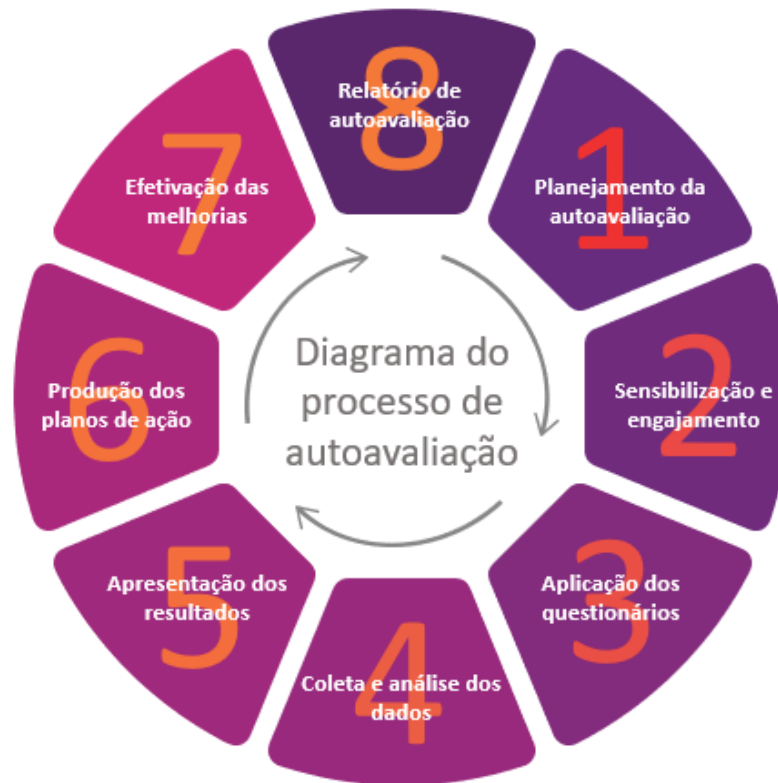 8
Relatório de
autoavaliação
1
Planejamento da
autoavaliação
2
Sensibilização e
engajamento
3
Aplicação dos
questionários
4
Coleta e análise dos
dados
5
Apresentação dos
resultados
6
Produção dos
planos de ação
7
Efetivação das
melhorias
Diagrama do
processo de
autoavaliação